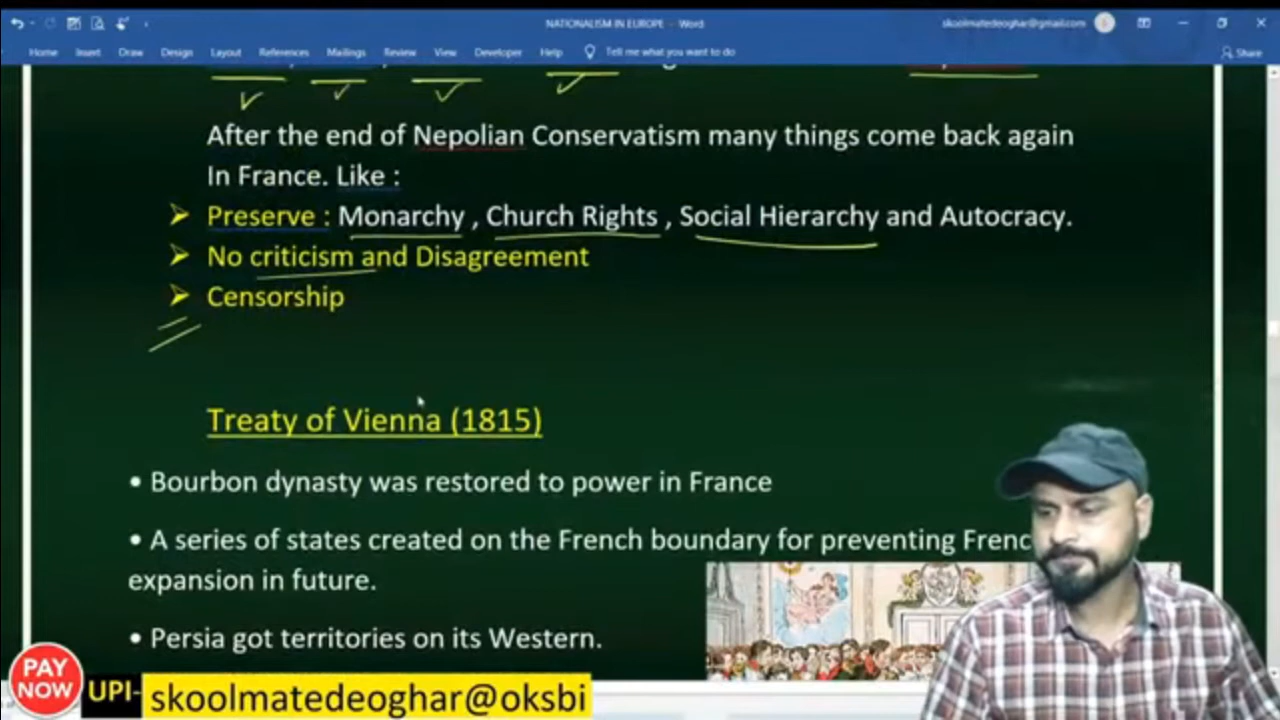 NATIONALISM IN EUROPE - Word
skoolmatedeoghar@gmail.com
Home Insert Draw Design Layout References Mailings Review View Developer Help Tell me what you want to do Share
After the end of Nepolian Conservatism many things come back again
In France. Like :
Preserve : Monarchy , Church Rights , Social Hierarchy and Autocracy.
No criticism and Disagreement
Censorship
Treaty of Vienna (1815)
• Bourbon dynasty was restored to power in France
• A series of states created on the French boundary for preventing Frenc
expansion in future.
• Persia got territories on its Western.
PAY
NOW
UPI-
skoolmatedeoghar@oksbi